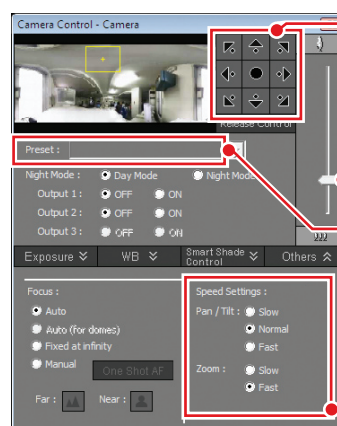 Camera Control - Camera
Release Control
Preset :
Night Mode : Day Mode Night Mode
Output 1 : OFF ON
Output 2 : OFF ON
Output 3 : OFF ON
Exposure WB Smart Shade Control Others
Focus :
Auto
Auto (for domes)
Fixed at infinity
Manual One Shot AF
Far : Near :
Speed Settings :
Pan / Tilt : Slow
Normal
Fast
Zoom : Slow
Fast